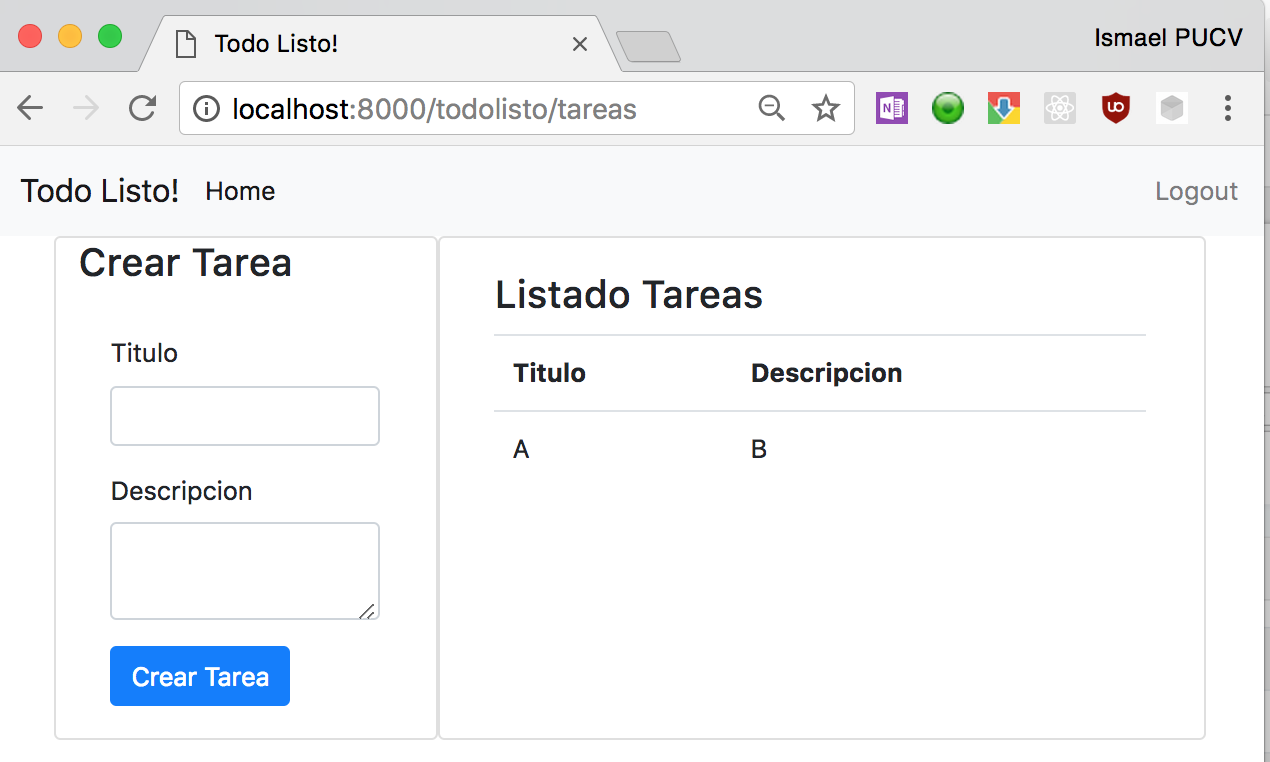 Todo Listo!
Ismael PUCV
localhost:8000/todolisto/tareas
Todo Listo! Home Logout
Crear Tarea
Titulo
Descripcion
Crear Tarea
Listado Tareas
Titulo Descripcion
A B